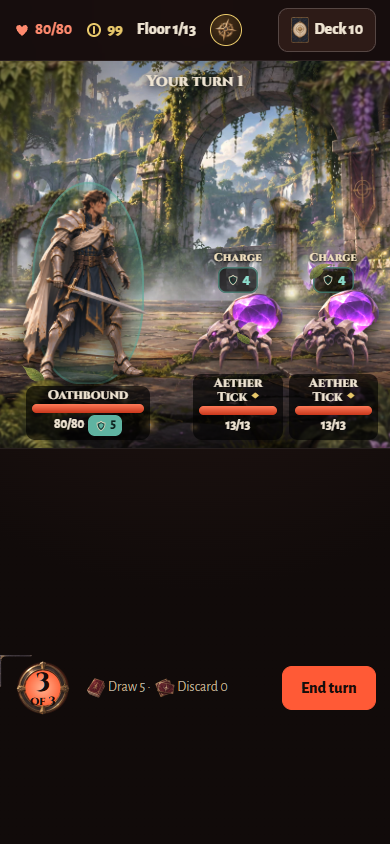 80/80 99 Floor 1/13 Deck 10
Your turn 1
Charge
4
Charge
4
Oathbound
80/80 5
Aether
Tick
13/13
Aether
Tick
13/13
3
OF 3
Draw 5 · Discard 0
End turn